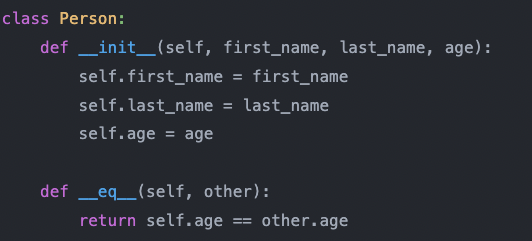 class Person:
    def __init__(self, first_name, last_name, age):
        self.first_name = first_name
        self.last_name = last_name
        self.age = age

    def __eq__(self, other):
        return self.age == other.age